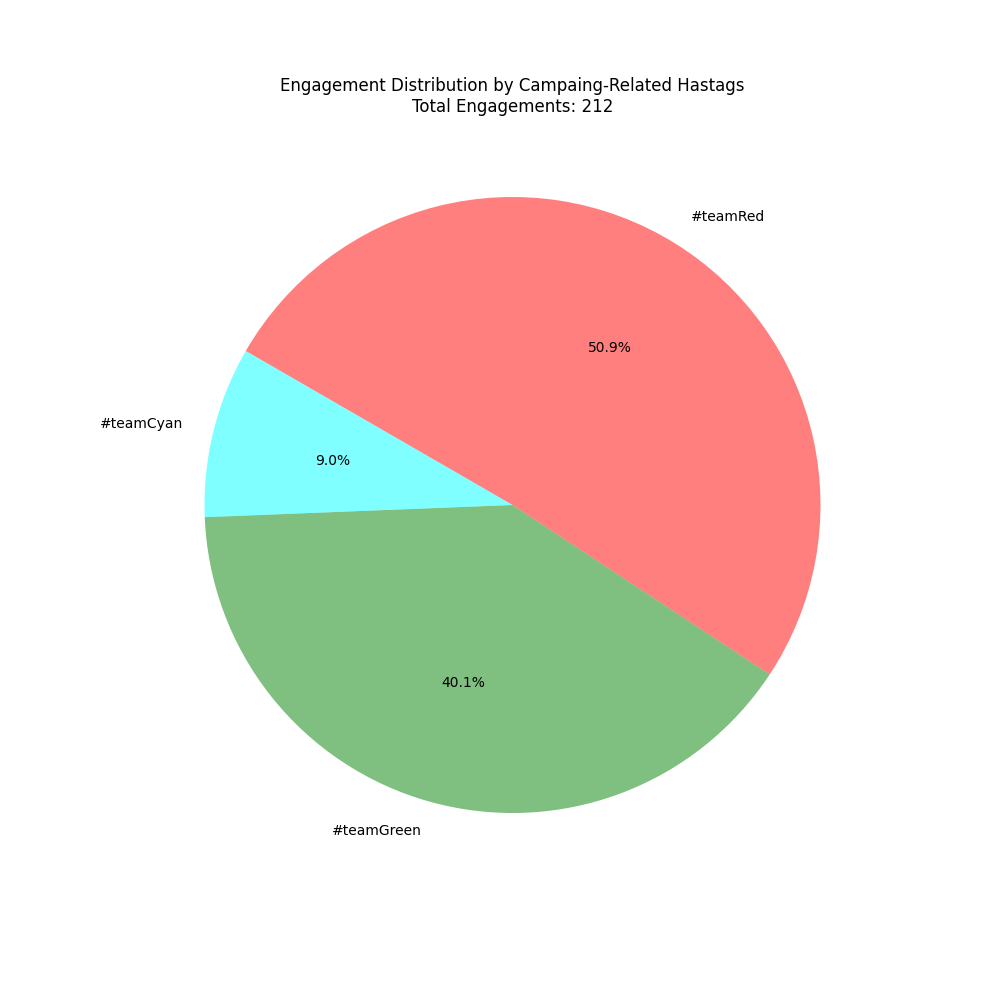 Engagement Distribution by Campaing-Related Hastags
Total Engagements: 212
#teamRed
50.9%
#teamCyan
9.0%
40.1%
#teamGreen